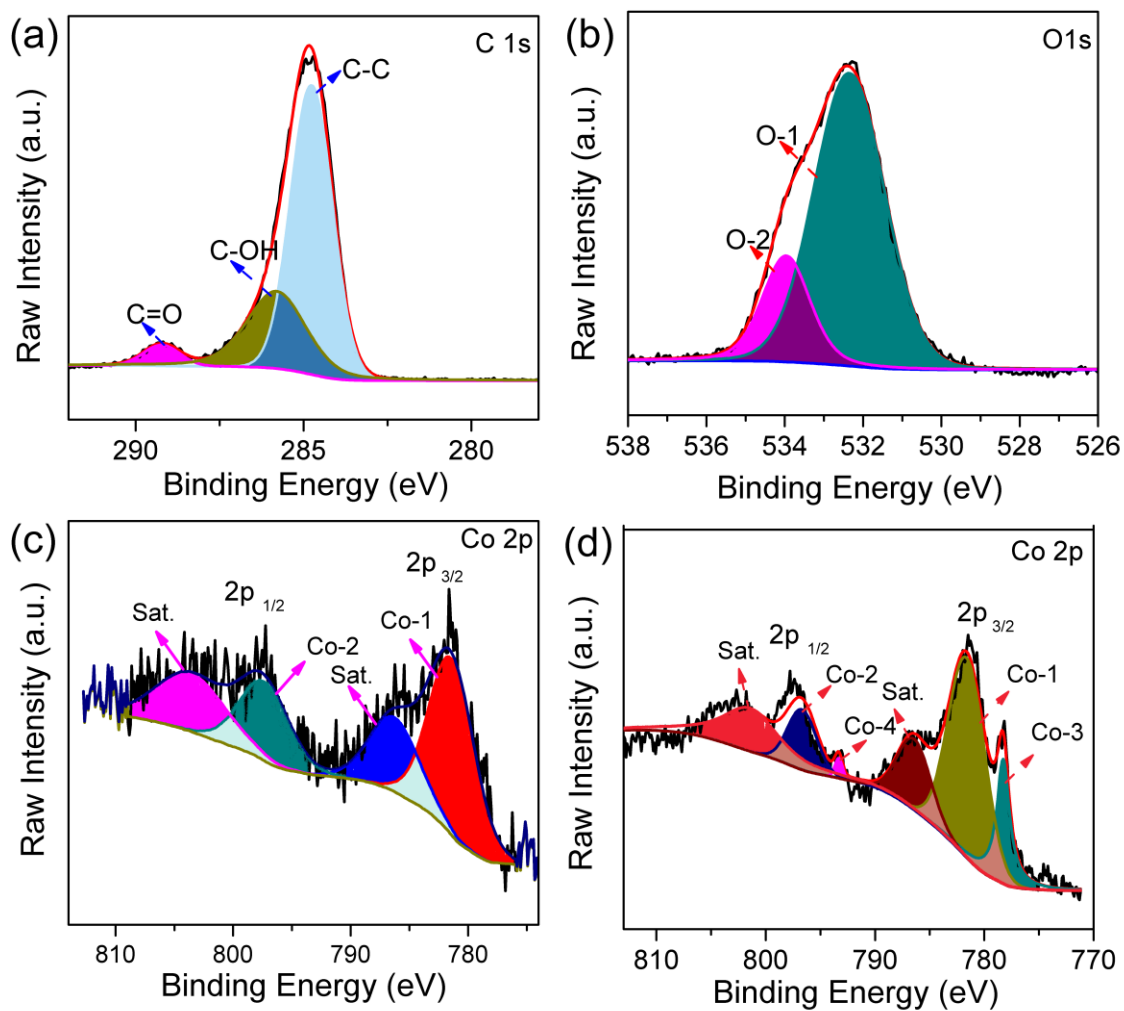 (a)
C 1s
C-C
C-OH
C=O
Raw Intensity (a.u.)
290 285 280
Binding Energy (eV)
(b)
O1s
O-1
O-2
Raw Intensity (a.u.)
538 536 534 532 530 528 526
Binding Energy (eV)
(c)
Co 2p
2p 3/2
2p 1/2
Sat.
Co-2
Co-1
Sat.
Raw Intensity (a.u.)
810 800 790 780
Binding Energy (eV)
(d)
Co 2p
2p 3/2
2p 1/2
Sat.
Co-2
Sat.
Co-1
Co-4
Co-3
Raw Intensity (a.u.)
810 800 790 780 770
Binding Energy (eV)